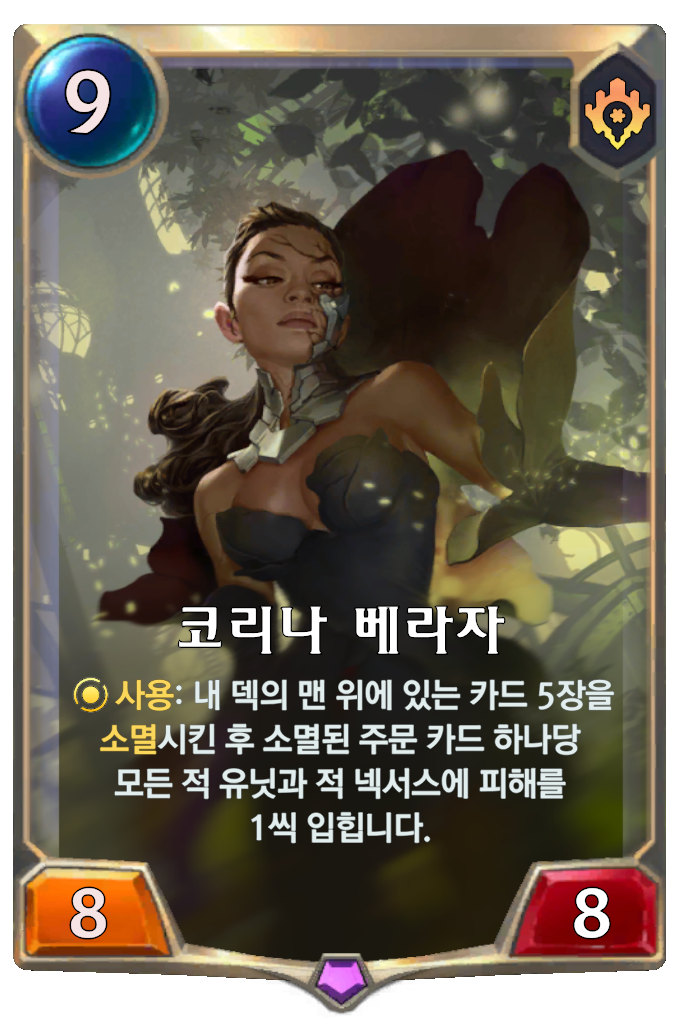 9
코리나 베라자
사용: 내 덱의 맨 위에 있는 카드 5장을
소멸시킨 후 소멸된 주문 카드 하나당
모든 적 유닛과 적 넥서스에 피해를
1씩 입힙니다.
8
8